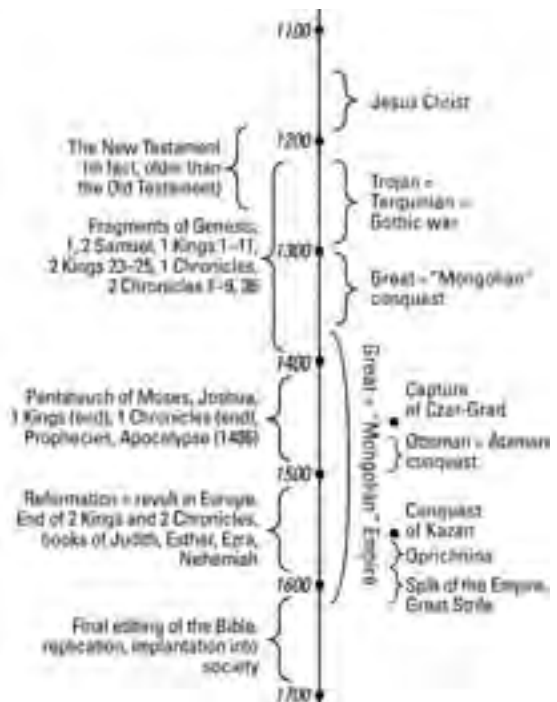 1100
Jesus Christ
1200
The New Testament
(in fact, older than
the Old Testament)
Trojan =
Tarquinian =
Gothic war
Fragments of Genesis,
1, 2 Samuel, 1 Kings 1–11,
2 Kings 23–25, 1 Chronicles,
2 Chronicles 1–9, 36
1300
Great = "Mongolian"
conquest
1400
Great = "Mongolian" Empire
Pentateuch of Moses, Joshua,
1 Kings (end), 1 Chronicles (end),
Prophecies, Apocalypse (1486)
Capture
of Czar-Grad
Ottoman = Ataman
conquest
1500
Reformation = revolt in Europe.
End of 2 Kings and 2 Chronicles,
books of Judith, Esther, Ezra,
Nehemiah
Conquest
of Kazan
Oprichnina
1600
Split of the Empire,
Great Strife
Final editing of the Bible,
replication, implantation into
society
1700